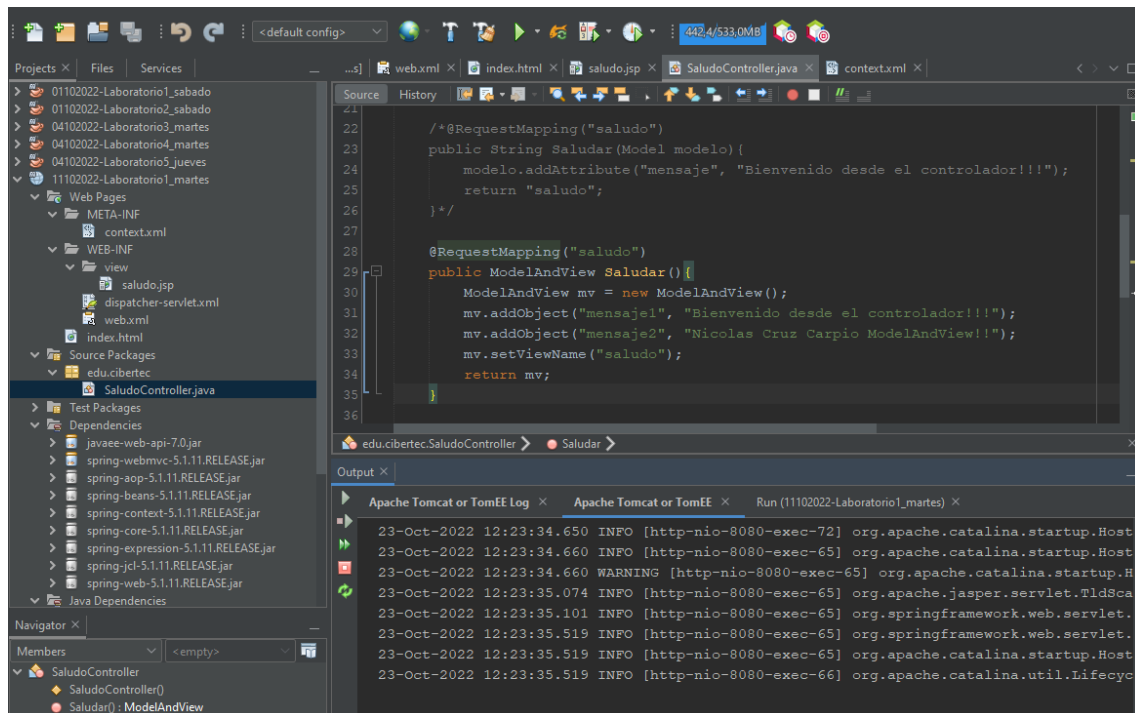 <default config>
442,4/533,0MB
Projects
Files
Services
...s]
web.xml
index.html
saludo.jsp
SaludoController.java
context.xml
01102022-Laboratorio1_sabado
01102022-Laboratorio2_sabado
04102022-Laboratorio3_martes
04102022-Laboratorio4_martes
04102022-Laboratorio5_jueves
11102022-Laboratorio1_martes
Web Pages
META-INF
context.xml
WEB-INF
view
saludo.jsp
dispatcher-servlet.xml
web.xml
index.html
Source Packages
edu.cibertec
SaludoController.java
Test Packages
Dependencies
javaee-web-api-7.0.jar
spring-webmvc-5.1.11.RELEASE.jar
spring-aop-5.1.11.RELEASE.jar
spring-beans-5.1.11.RELEASE.jar
spring-context-5.1.11.RELEASE.jar
spring-core-5.1.11.RELEASE.jar
spring-expression-5.1.11.RELEASE.jar
spring-jcl-5.1.11.RELEASE.jar
spring-web-5.1.11.RELEASE.jar
Java Dependencies
Navigator
Members
<empty>
SaludoController
SaludoController()
Saludar() : ModelAndView
Source
History
21
22 /*@RequestMapping("saludo")
23 public String Saludar(Model modelo){
24 modelo.addAttribute("mensaje", "Bienvenido desde el controlador!!!");
25 return "saludo";
26 }*/
27
28 @RequestMapping("saludo")
29 public ModelAndView Saludar(){
30 ModelAndView mv = new ModelAndView();
31 mv.addObject("mensaje1", "Bienvenido desde el controlador!!!");
32 mv.addObject("mensaje2", "Nicolas Cruz Carpio ModelAndView!!");
33 mv.setViewName("saludo");
34 return mv;
35 }
36
edu.cibertec.SaludoController
Saludar
Output
Apache Tomcat or TomEE Log
Apache Tomcat or TomEE
Run (11102022-Laboratorio1_martes)
23-Oct-2022 12:23:34.650 INFO [http-nio-8080-exec-72] org.apache.catalina.startup.Host
23-Oct-2022 12:23:34.660 INFO [http-nio-8080-exec-65] org.apache.catalina.startup.Host
23-Oct-2022 12:23:34.660 WARNING [http-nio-8080-exec-65] org.apache.catalina.startup.H
23-Oct-2022 12:23:35.074 INFO [http-nio-8080-exec-65] org.apache.jasper.servlet.TldSca
23-Oct-2022 12:23:35.101 INFO [http-nio-8080-exec-65] org.springframework.web.servlet.
23-Oct-2022 12:23:35.519 INFO [http-nio-8080-exec-65] org.springframework.web.servlet.
23-Oct-2022 12:23:35.519 INFO [http-nio-8080-exec-65] org.apache.catalina.startup.Host
23-Oct-2022 12:23:35.519 INFO [http-nio-8080-exec-66] org.apache.catalina.util.Lifecyc